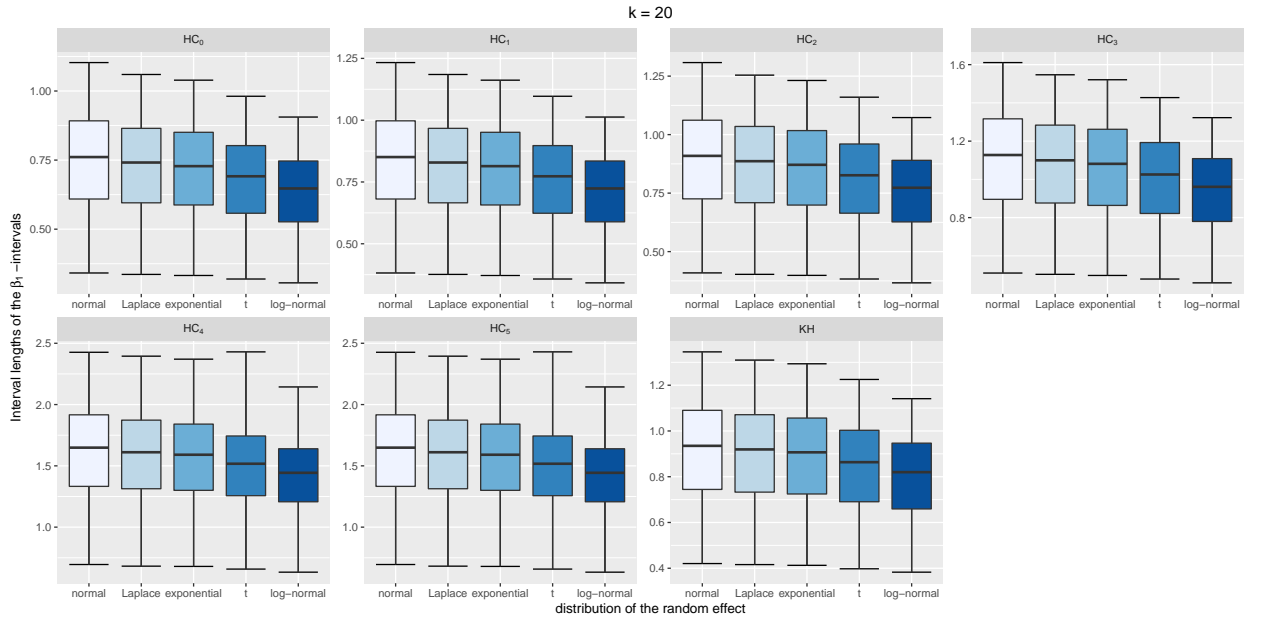 k = 20
HC₀
HC₁
HC₂
HC₃
1.00
0.75
0.50
1.25
1.00
0.75
0.50
1.25
1.00
0.75
0.50
1.6
1.2
0.8
normal Laplace exponential t log−normal
normal Laplace exponential t log−normal
normal Laplace exponential t log−normal
normal Laplace exponential t log−normal
Interval lengths of the β₁ −intervals
HC₄
HC₅
KH
2.5
2.0
1.5
1.0
2.5
2.0
1.5
1.0
1.2
1.0
0.8
0.6
0.4
normal Laplace exponential t log−normal
normal Laplace exponential t log−normal
normal Laplace exponential t log−normal
distribution of the random effect